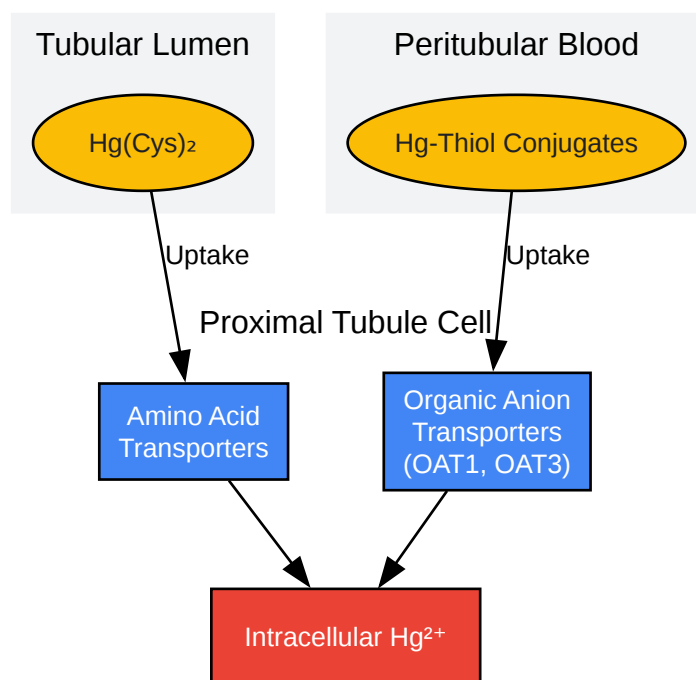 Tubular Lumen
Peritubular Blood
Hg(Cys)₂
Hg-Thiol Conjugates
Uptake
Uptake
Proximal Tubule Cell
Amino Acid
Transporters
Organic Anion
Transporters
(OAT1, OAT3)
Intracellular Hg²⁺